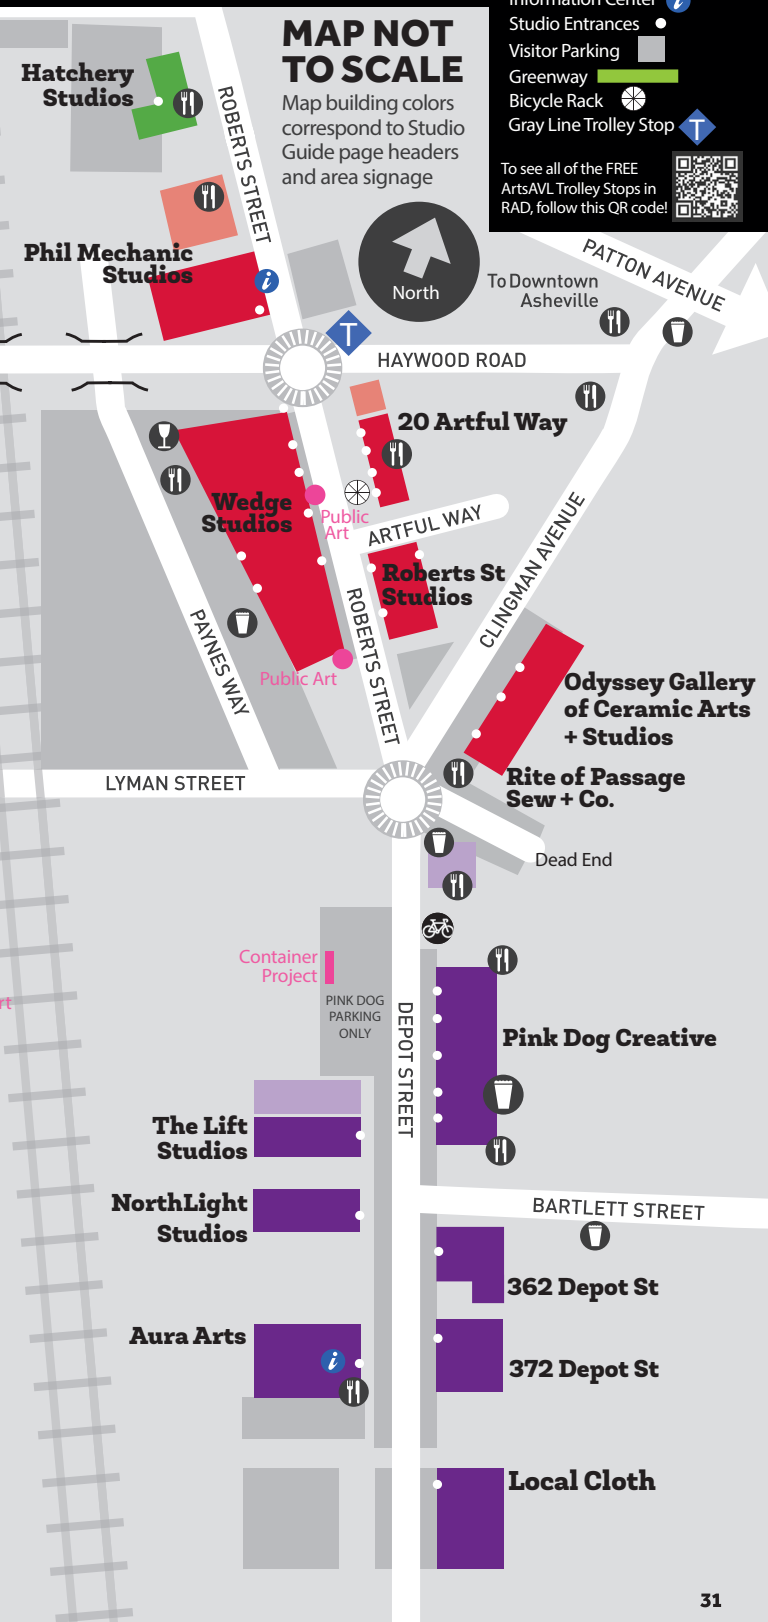 Information Center
Studio Entrances
Visitor Parking
Greenway
Bicycle Rack
Gray Line Trolley Stop
T
To see all of the FREE
ArtsAVL Trolley Stops in
RAD, follow this QR code!
MAP NOT
TO SCALE
Map building colors
correspond to Studio
Guide page headers
and area signage
North
Hatchery
Studios
ROBERTS STREET
Phil Mechanic
Studios
i
T
PATTON AVENUE
To Downtown
Asheville
HAYWOOD ROAD
20 Artful Way
Wedge
Studios
Public
Art
ARTFUL WAY
Roberts St
Studios
CLINGMAN AVENUE
PAYNES WAY
ROBERTS STREET
Public Art
Odyssey Gallery
of Ceramic Arts
+ Studios
Rite of Passage
Sew + Co.
LYMAN STREET
Dead End
Container
Project
PINK DOG
PARKING
ONLY
rt
DEPOT STREET
Pink Dog Creative
The Lift
Studios
NorthLight
Studios
BARTLETT STREET
362 Depot St
Aura Arts
i
372 Depot St
Local Cloth
31